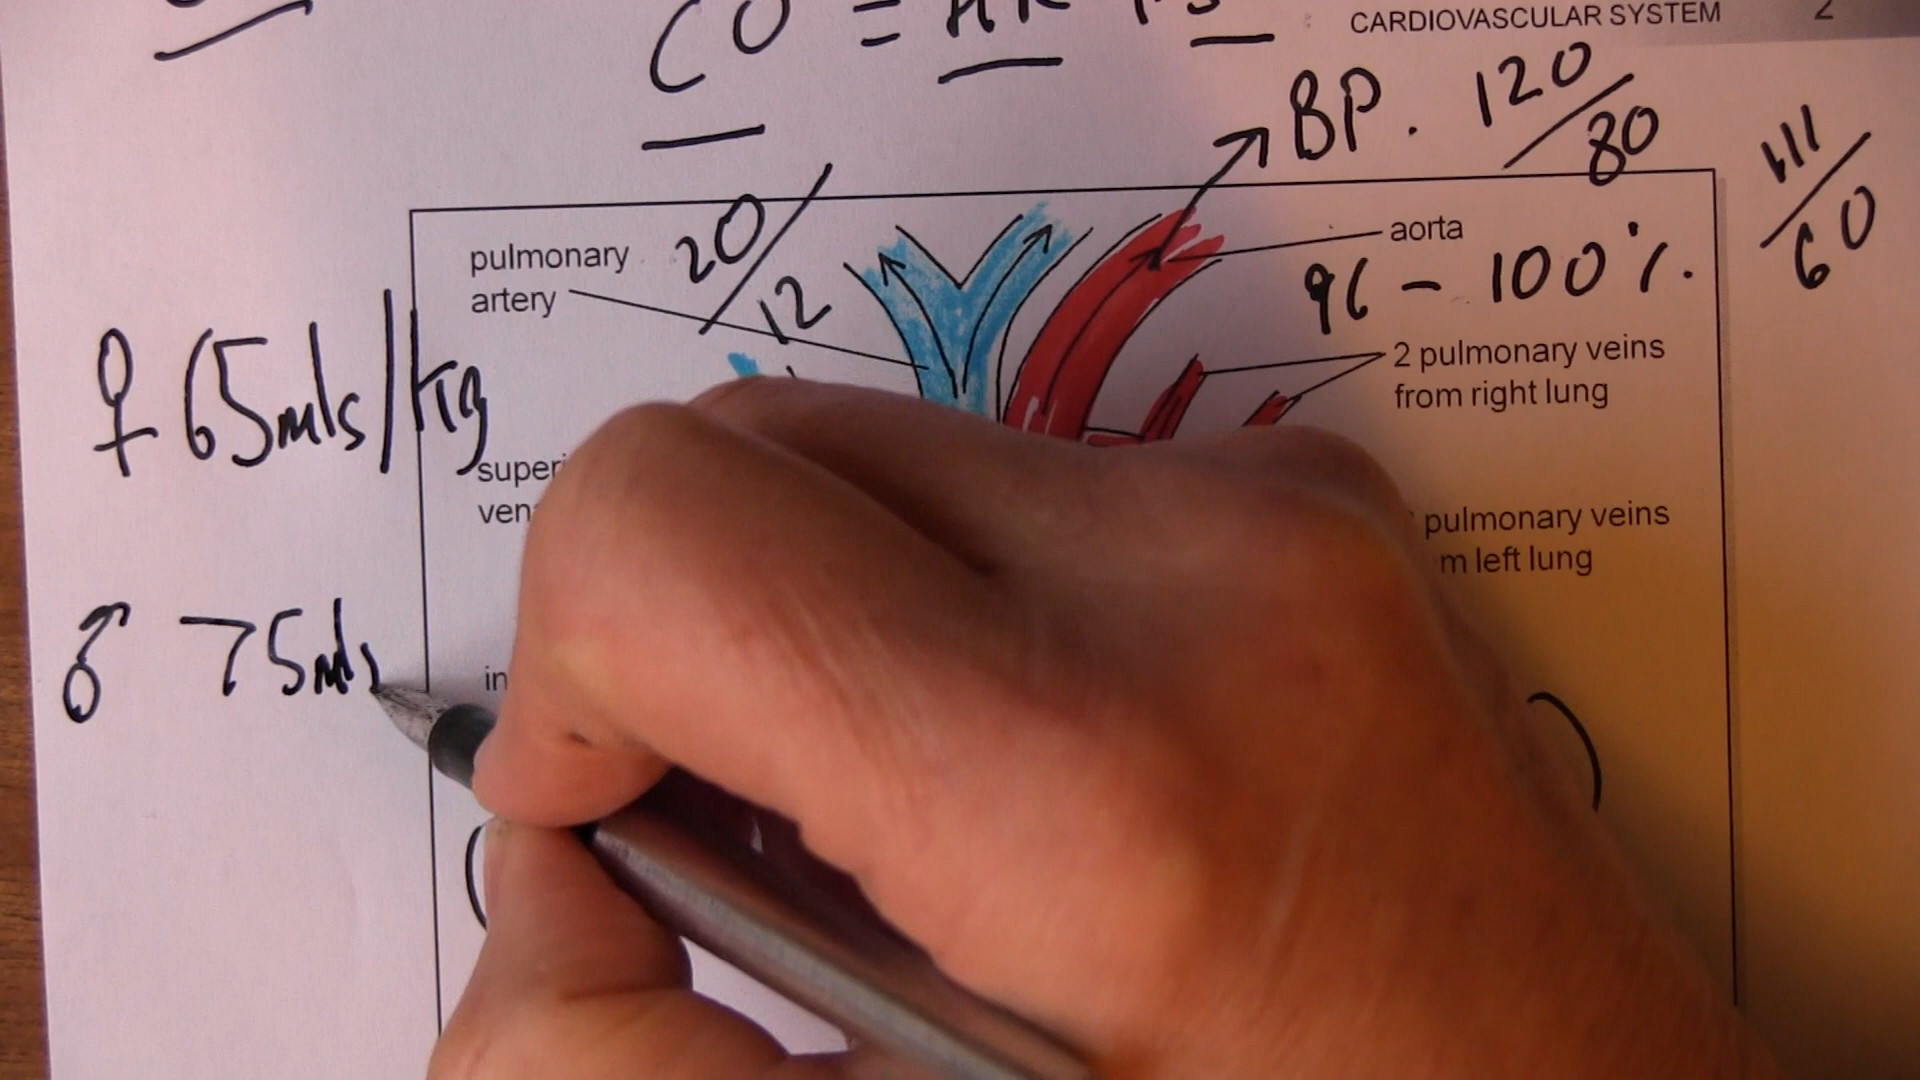 CARDIOVASCULAR SYSTEM 2
CO = HR
BP. 120/80
111/60
pulmonary
artery
20/12
aorta
96 - 100%.
2 pulmonary veins
from right lung
♀ 65mls/kg
pulmonary veins
left lung
♂ 75mls